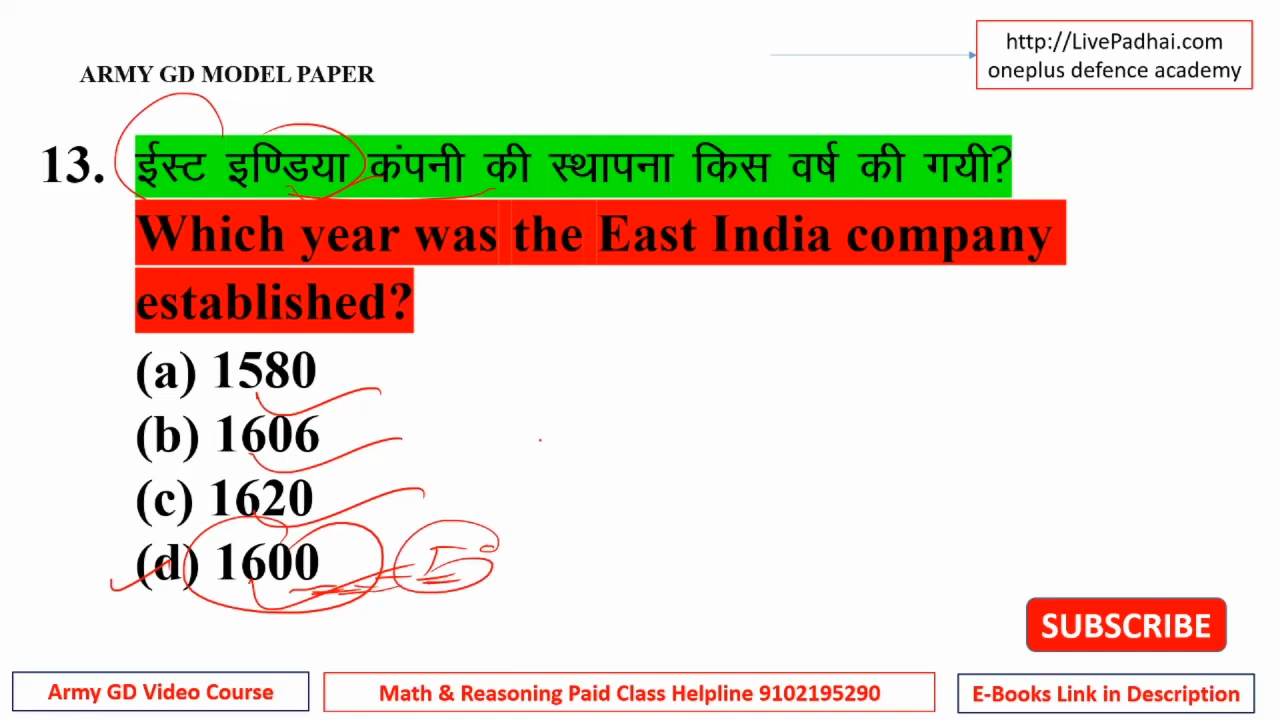 http://LivePadhai.com
oneplus defence academy
ARMY GD MODEL PAPER
13. ईस्ट इण्डिया कंपनी की स्थापना किस वर्ष की गयी?
Which year was the East India company
established?
(a) 1580
(b) 1606
(c) 1620
(d) 1600
SUBSCRIBE
Army GD Video Course
Math & Reasoning Paid Class Helpline 9102195290
E-Books Link in Description